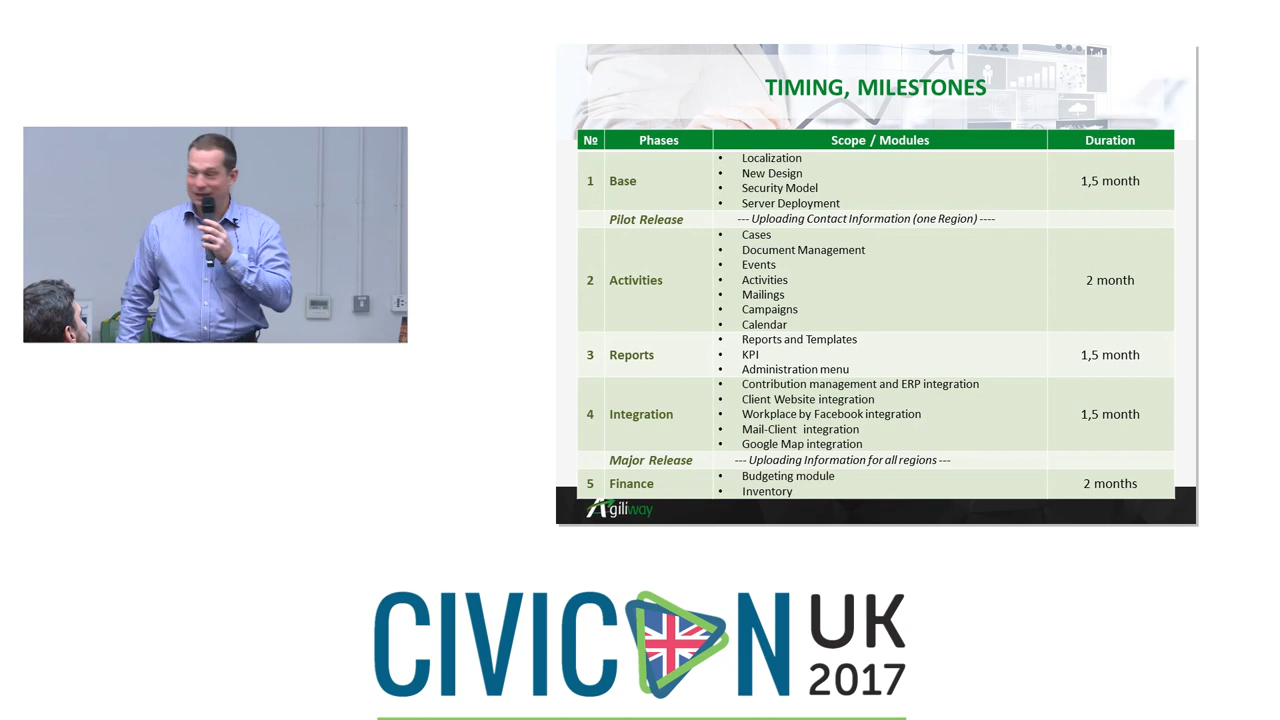 TIMING, MILESTONES
№ Phases Scope / Modules Duration
1 Base
• Localization
• New Design
• Security Model
• Server Deployment
1,5 month
Pilot Release --- Uploading Contact Information (one Region) ----
2 Activities
• Cases
• Document Management
• Events
• Activities
• Mailings
• Campaigns
• Calendar
2 month
3 Reports
• Reports and Templates
• KPI
• Administration menu
1,5 month
4 Integration
• Contribution management and ERP integration
• Client Website integration
• Workplace by Facebook integration
• Mail-Client integration
• Google Map integration
1,5 month
Major Release --- Uploading Information for all regions ---
5 Finance
• Budgeting module
• Inventory
2 months
Agiliway
CIVICON UK
2017